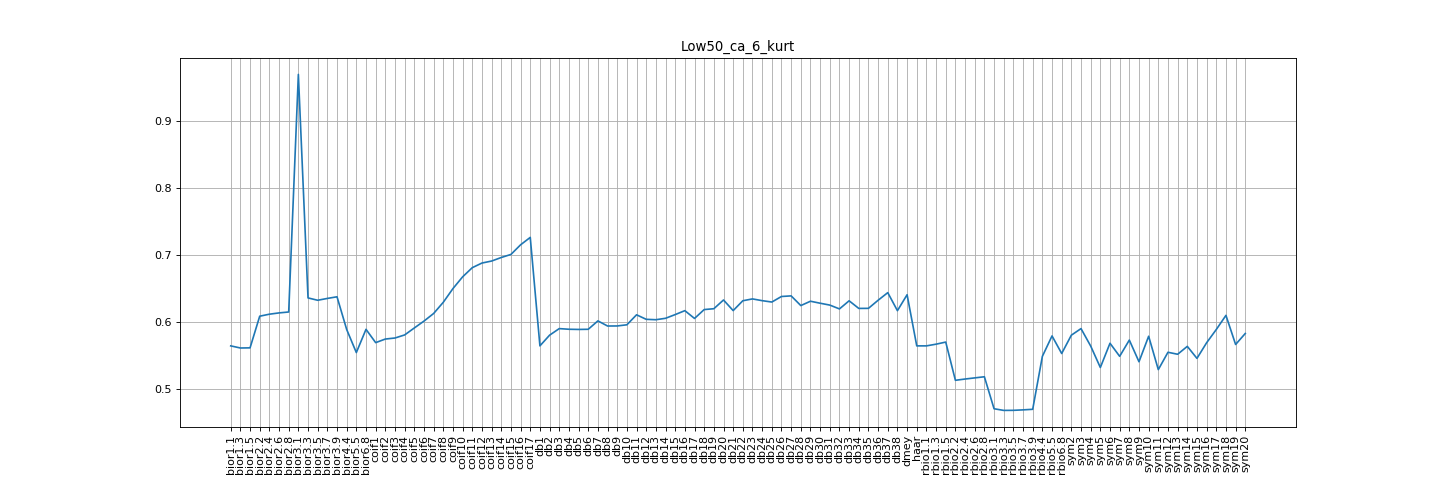 Low50_ca_6_kurt
0.9
0.8
0.7
0.6
0.5
bior1.1
bior1.3
bior1.5
bior2.2
bior2.4
bior2.6
bior2.8
bior3.1
bior3.3
bior3.5
bior3.7
bior3.9
bior4.4
bior5.5
bior6.8
coif1
coif2
coif3
coif4
coif5
coif6
coif7
coif8
coif9
coif10
coif11
coif12
coif13
coif14
coif15
coif16
coif17
db1
db2
db3
db4
db5
db6
db7
db8
db9
db10
db11
db12
db13
db14
db15
db16
db17
db18
db19
db20
db21
db22
db23
db24
db25
db26
db27
db28
db29
db30
db31
db32
db33
db34
db35
db36
db37
db38
dmey
haar
rbio1.1
rbio1.3
rbio1.5
rbio2.2
rbio2.4
rbio2.6
rbio2.8
rbio3.1
rbio3.3
rbio3.5
rbio3.7
rbio3.9
rbio4.4
rbio5.5
rbio6.8
sym2
sym3
sym4
sym5
sym6
sym7
sym8
sym9
sym10
sym11
sym12
sym13
sym14
sym15
sym16
sym17
sym18
sym19
sym20